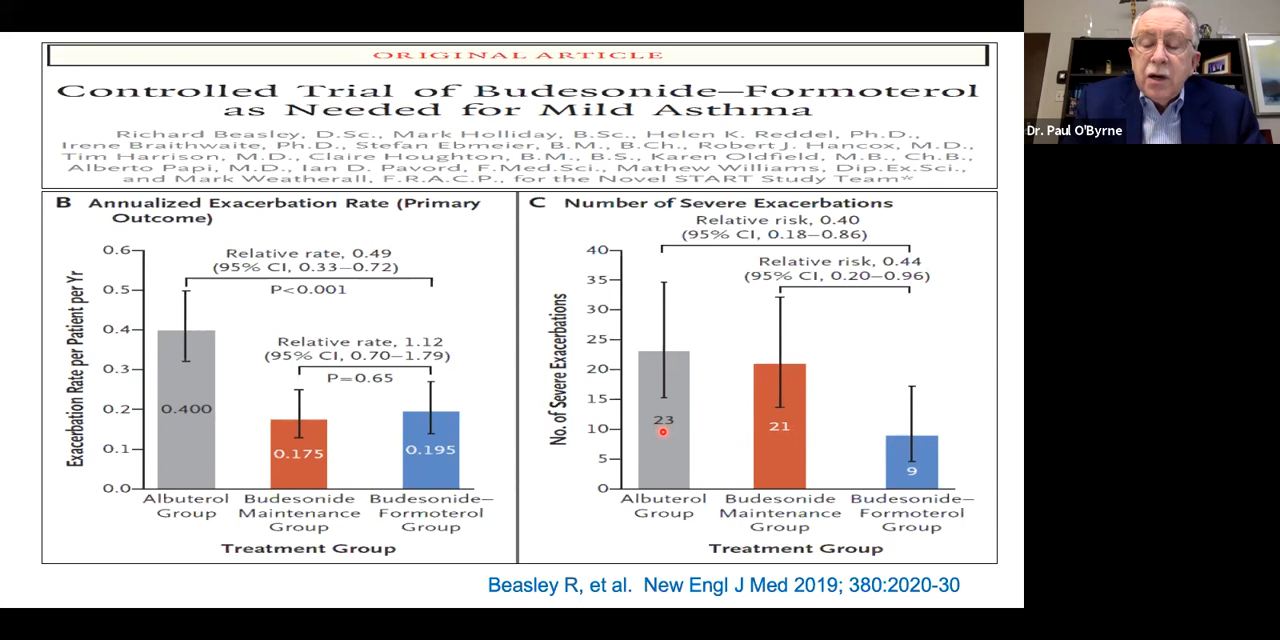 ORIGINAL ARTICLE
Controlled Trial of Budesonide–Formoterol
as Needed for Mild Asthma
Richard Beasley, D.Sc., Mark Holliday, B.Sc., Helen K. Reddel, Ph.D.,
Irene Braithwaite, Ph.D., Stefan Ebmeier, B.M., B.Ch., Robert J. Hancox, M.D.,
Tim Harrison, M.D., Claire Houghton, B.M., B.S., Karen Oldfield, M.B., Ch.B.,
Alberto Papi, M.D., Ian D. Pavord, F.Med.Sci., Mathew Williams, Dip.Ex.Sci.,
and Mark Weatherall, F.R.A.C.P., for the Novel START Study Team*
B Annualized Exacerbation Rate (Primary
Outcome)
Exacerbation Rate per Patient per Yr
0.6
0.5
0.4
0.3
0.2
0.1
0.0
Relative rate, 0.49
(95% CI, 0.33–0.72)
P<0.001
Relative rate, 1.12
(95% CI, 0.70–1.79)
P=0.65
0.400
0.175
0.195
Albuterol
Group
Budesonide
Maintenance
Group
Budesonide–
Formoterol
Group
Treatment Group
C Number of Severe Exacerbations
No. of Severe Exacerbations
40
35
30
25
20
15
10
5
0
Relative risk, 0.40
(95% CI, 0.18–0.86)
Relative risk, 0.44
(95% CI, 0.20–0.96)
23
21
9
Albuterol
Group
Budesonide
Maintenance
Group
Budesonide–
Formoterol
Group
Treatment Group
Beasley R, et al. New Engl J Med 2019; 380:2020-30
Dr. Paul O'Byrne